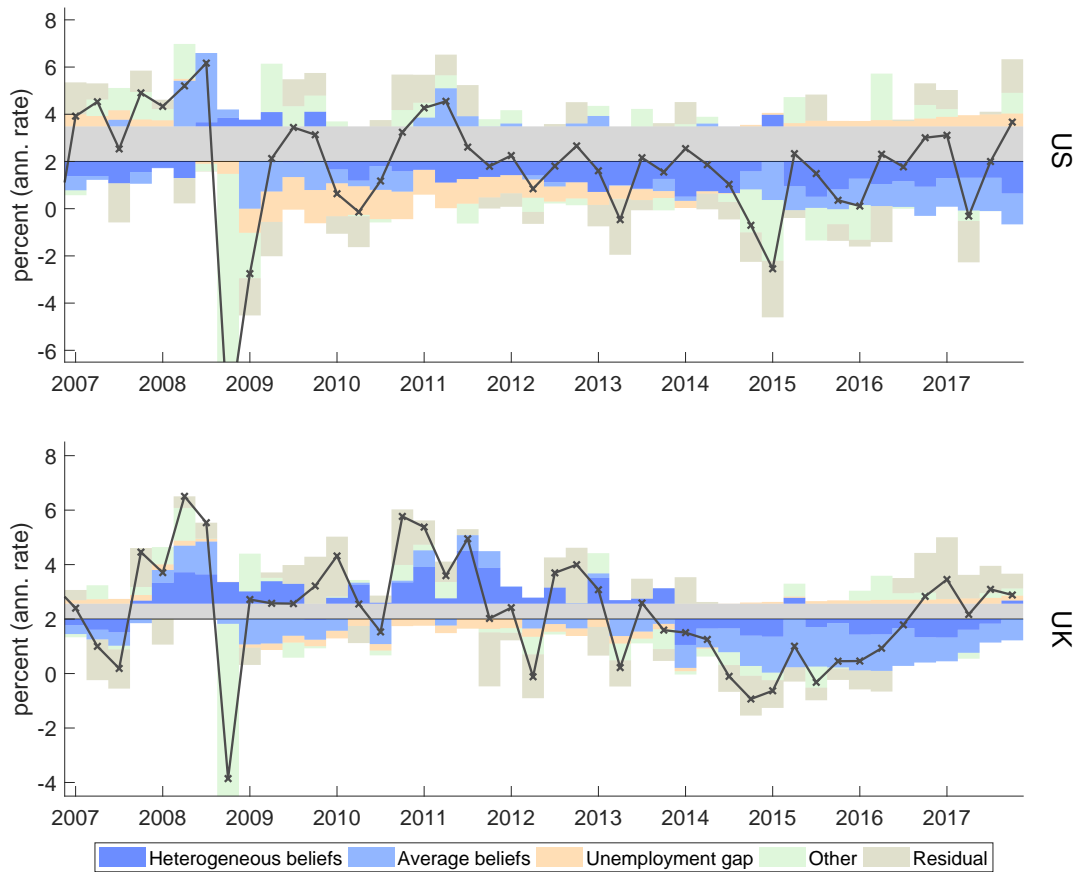 8
6
4
2
0
-2
-4
-6
percent (ann. rate)
US
2007 2008 2009 2010 2011 2012 2013 2014 2015 2016 2017
8
6
4
2
0
-2
-4
percent (ann. rate)
UK
2007 2008 2009 2010 2011 2012 2013 2014 2015 2016 2017
Heterogeneous beliefs Average beliefs Unemployment gap Other Residual